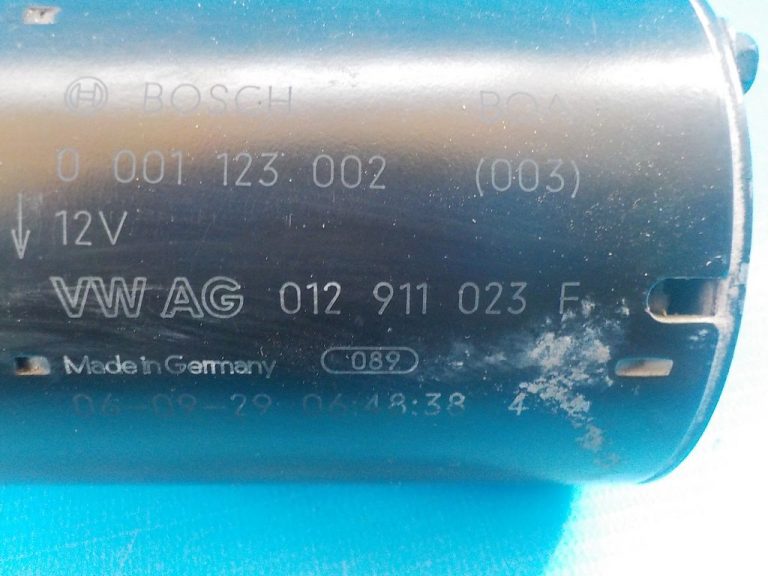 BOSCH BQA
0 001 123 002 (003)
12V
VW AG 012 911 023 F
Made in Germany 089
06-09-29 06:48:38 4